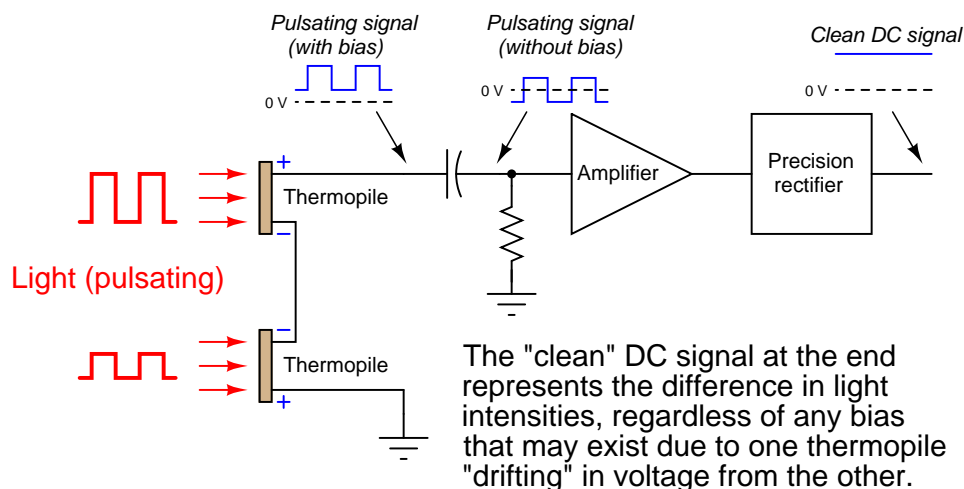 Pulsating signal
(with bias)
Pulsating signal
(without bias)
Clean DC signal
0 V
0 V
0 V
+
Thermopile
−
Amplifier
Precision
rectifier
Light (pulsating)
−
Thermopile
+
The "clean" DC signal at the end
represents the difference in light
intensities, regardless of any bias
that may exist due to one thermopile
"drifting" in voltage from the other.